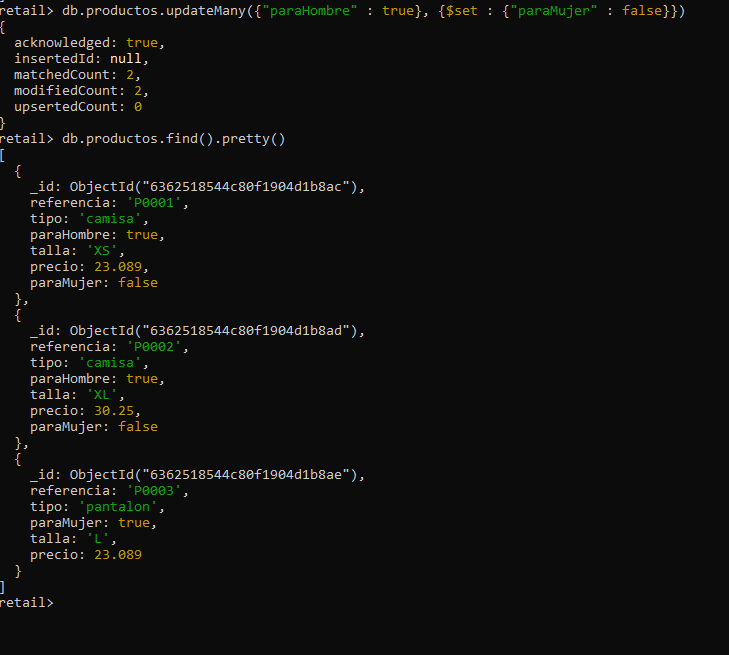 retail> db.productos.updateMany({"paraHombre" : true}, {$set : {"paraMujer" : false}})
{
  acknowledged: true,
  insertedId: null,
  matchedCount: 2,
  modifiedCount: 2,
  upsertedCount: 0
}
retail> db.productos.find().pretty()
[
  {
    _id: ObjectId("6362518544c80f1904d1b8ac"),
    referencia: 'P0001',
    tipo: 'camisa',
    paraHombre: true,
    talla: 'XS',
    precio: 23.089,
    paraMujer: false
  },
  {
    _id: ObjectId("6362518544c80f1904d1b8ad"),
    referencia: 'P0002',
    tipo: 'camisa',
    paraHombre: true,
    talla: 'XL',
    precio: 30.25,
    paraMujer: false
  },
  {
    _id: ObjectId("6362518544c80f1904d1b8ae"),
    referencia: 'P0003',
    tipo: 'pantalon',
    paraMujer: true,
    talla: 'L',
    precio: 23.089
  }
]
retail>